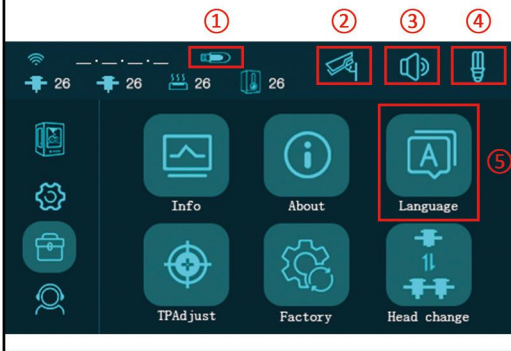 ① ② ③ ④
_._._._
26 26 26 26
A
⑤
Info About Language
TPAdjust Factory Head change